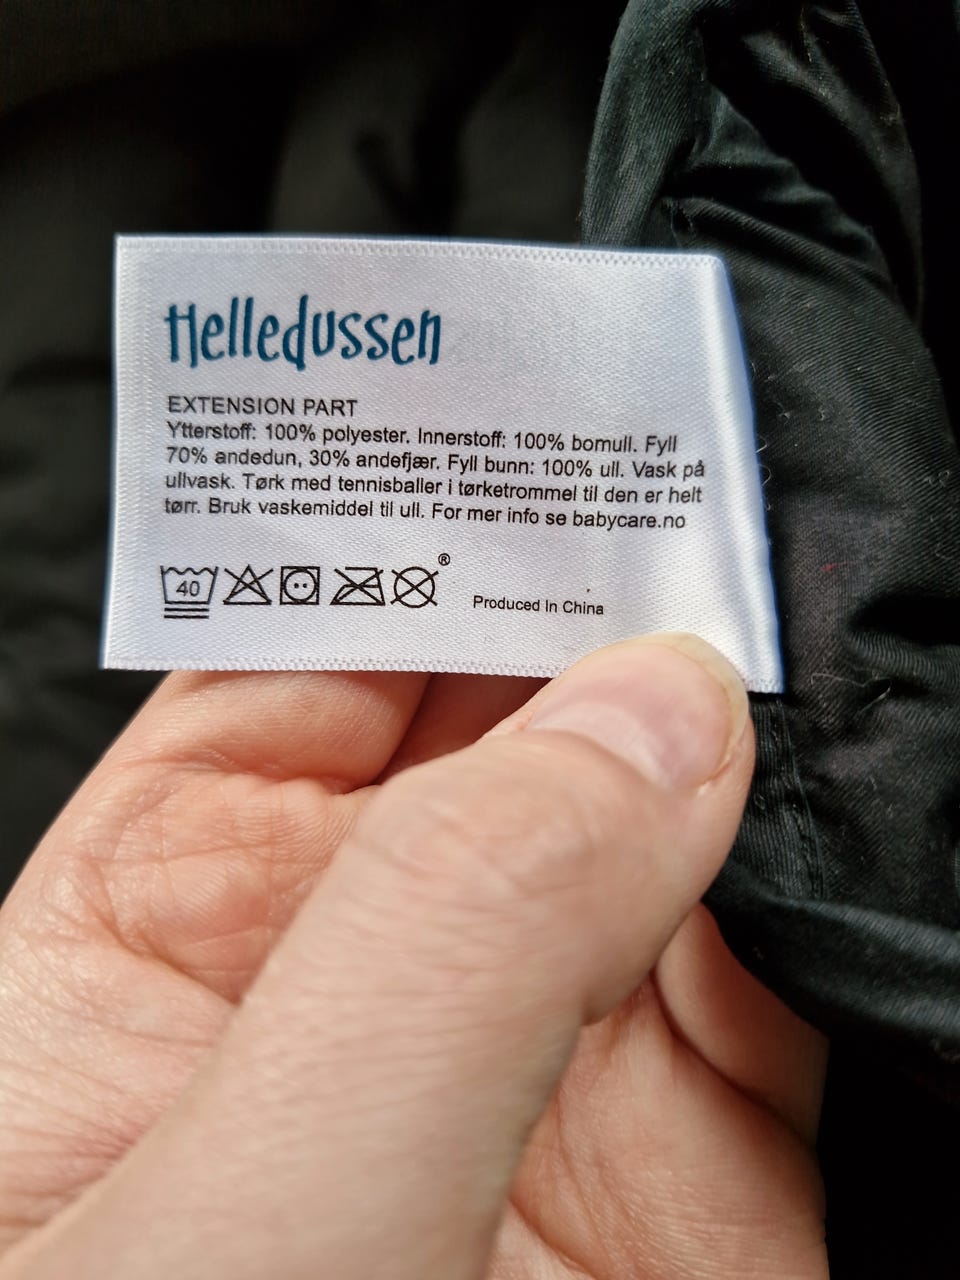 Helledussen
EXTENSION PART
Ytterstoff: 100% polyester. Innerstoff: 100% bomull. Fyll
70% andedun, 30% andefjær. Fyll bunn: 100% ull. Vask på
ullvask. Tørk med tennisballer i tørketrommel til den er helt
tørr. Bruk vaskemiddel til ull. For mer info se babycare.no
40
®
Produced In China